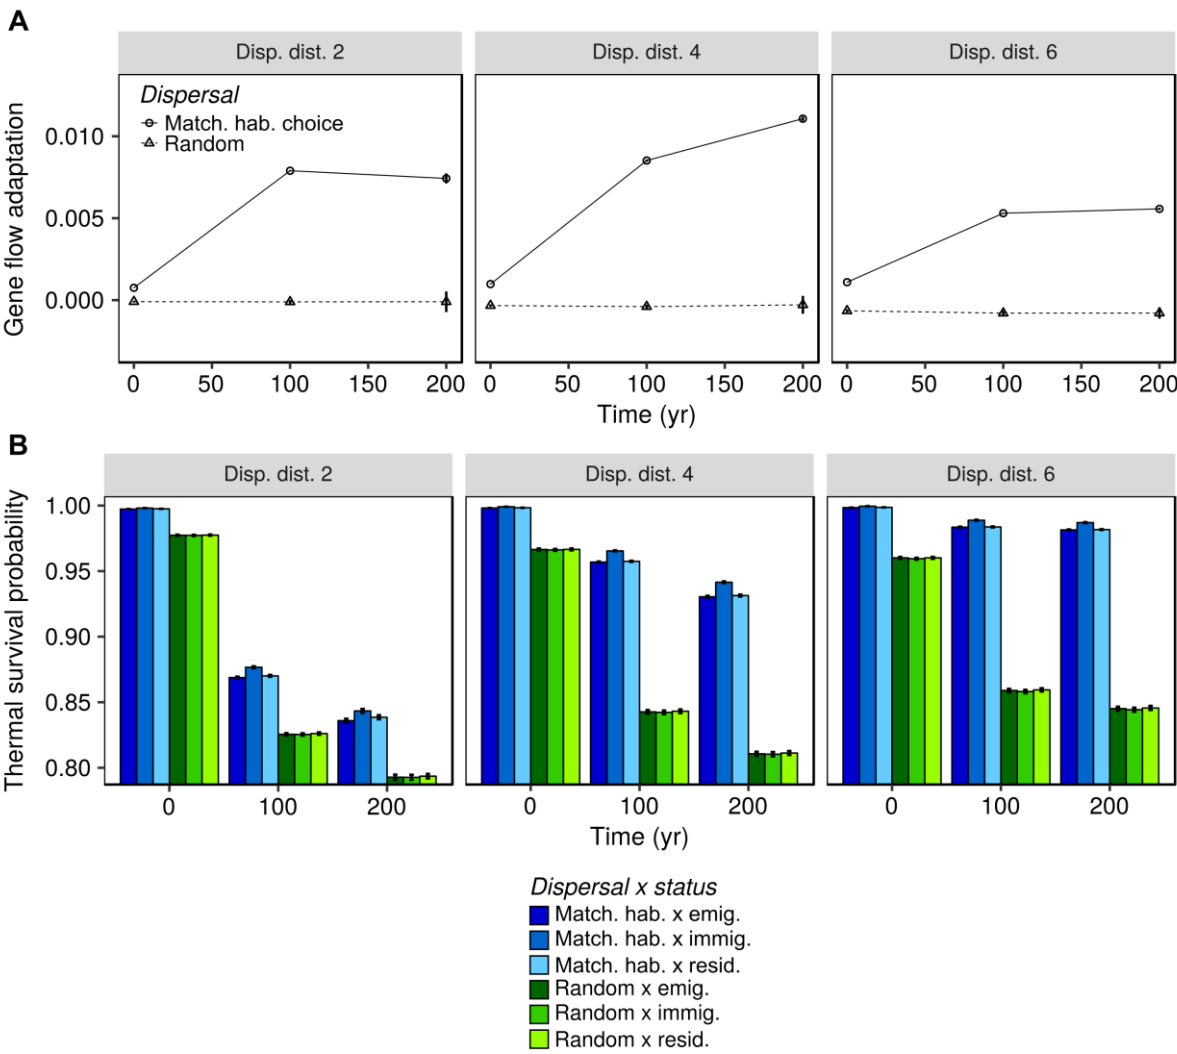 A
Disp. dist. 2
Disp. dist. 4
Disp. dist. 6
Gene flow adaptation
0.010
0.005
0.000
Dispersal
Match. hab. choice
Random
0 50 100 150 200
0 50 100 150 200
0 50 100 150 200
Time (yr)
B
Disp. dist. 2
Disp. dist. 4
Disp. dist. 6
Thermal survival probability
1.00
0.95
0.90
0.85
0.80
0 100 200
0 100 200
0 100 200
Time (yr)
Dispersal x status
Match. hab. x emig.
Match. hab. x immig.
Match. hab. x resid.
Random x emig.
Random x immig.
Random x resid.